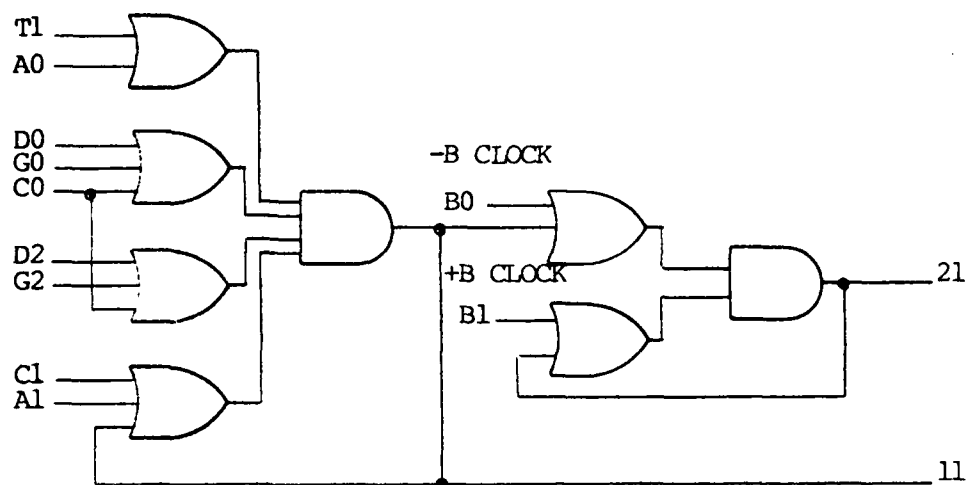 T1
A0
D0
G0
C0
-B CLOCK
B0
D2
G2
+B CLOCK
21
B1
C1
A1
11